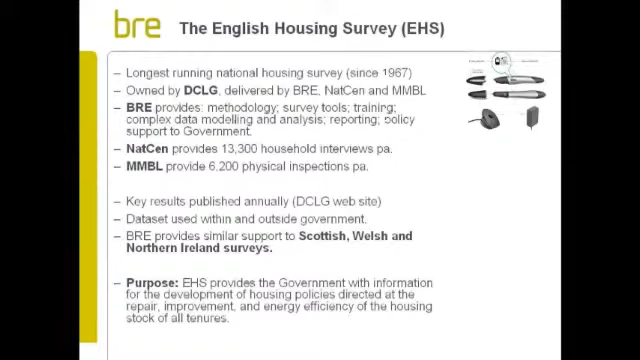 bre
The English Housing Survey (EHS)
– Longest running national housing survey (since 1967)
– Owned by DCLG, delivered by BRE, NatCen and MMBL
– BRE provides: methodology; survey tools; training;
complex data modelling and analysis; reporting; policy
support to Government.
– NatCen provides 13,300 household interviews pa.
– MMBL provide 6,200 physical inspections pa.
– Key results published annually (DCLG web site)
– Dataset used within and outside government.
– BRE provides similar support to Scottish, Welsh and
Northern Ireland surveys.
– Purpose: EHS provides the Government with information
for the development of housing policies directed at the
repair, improvement, and energy efficiency of the housing
stock of all tenures.